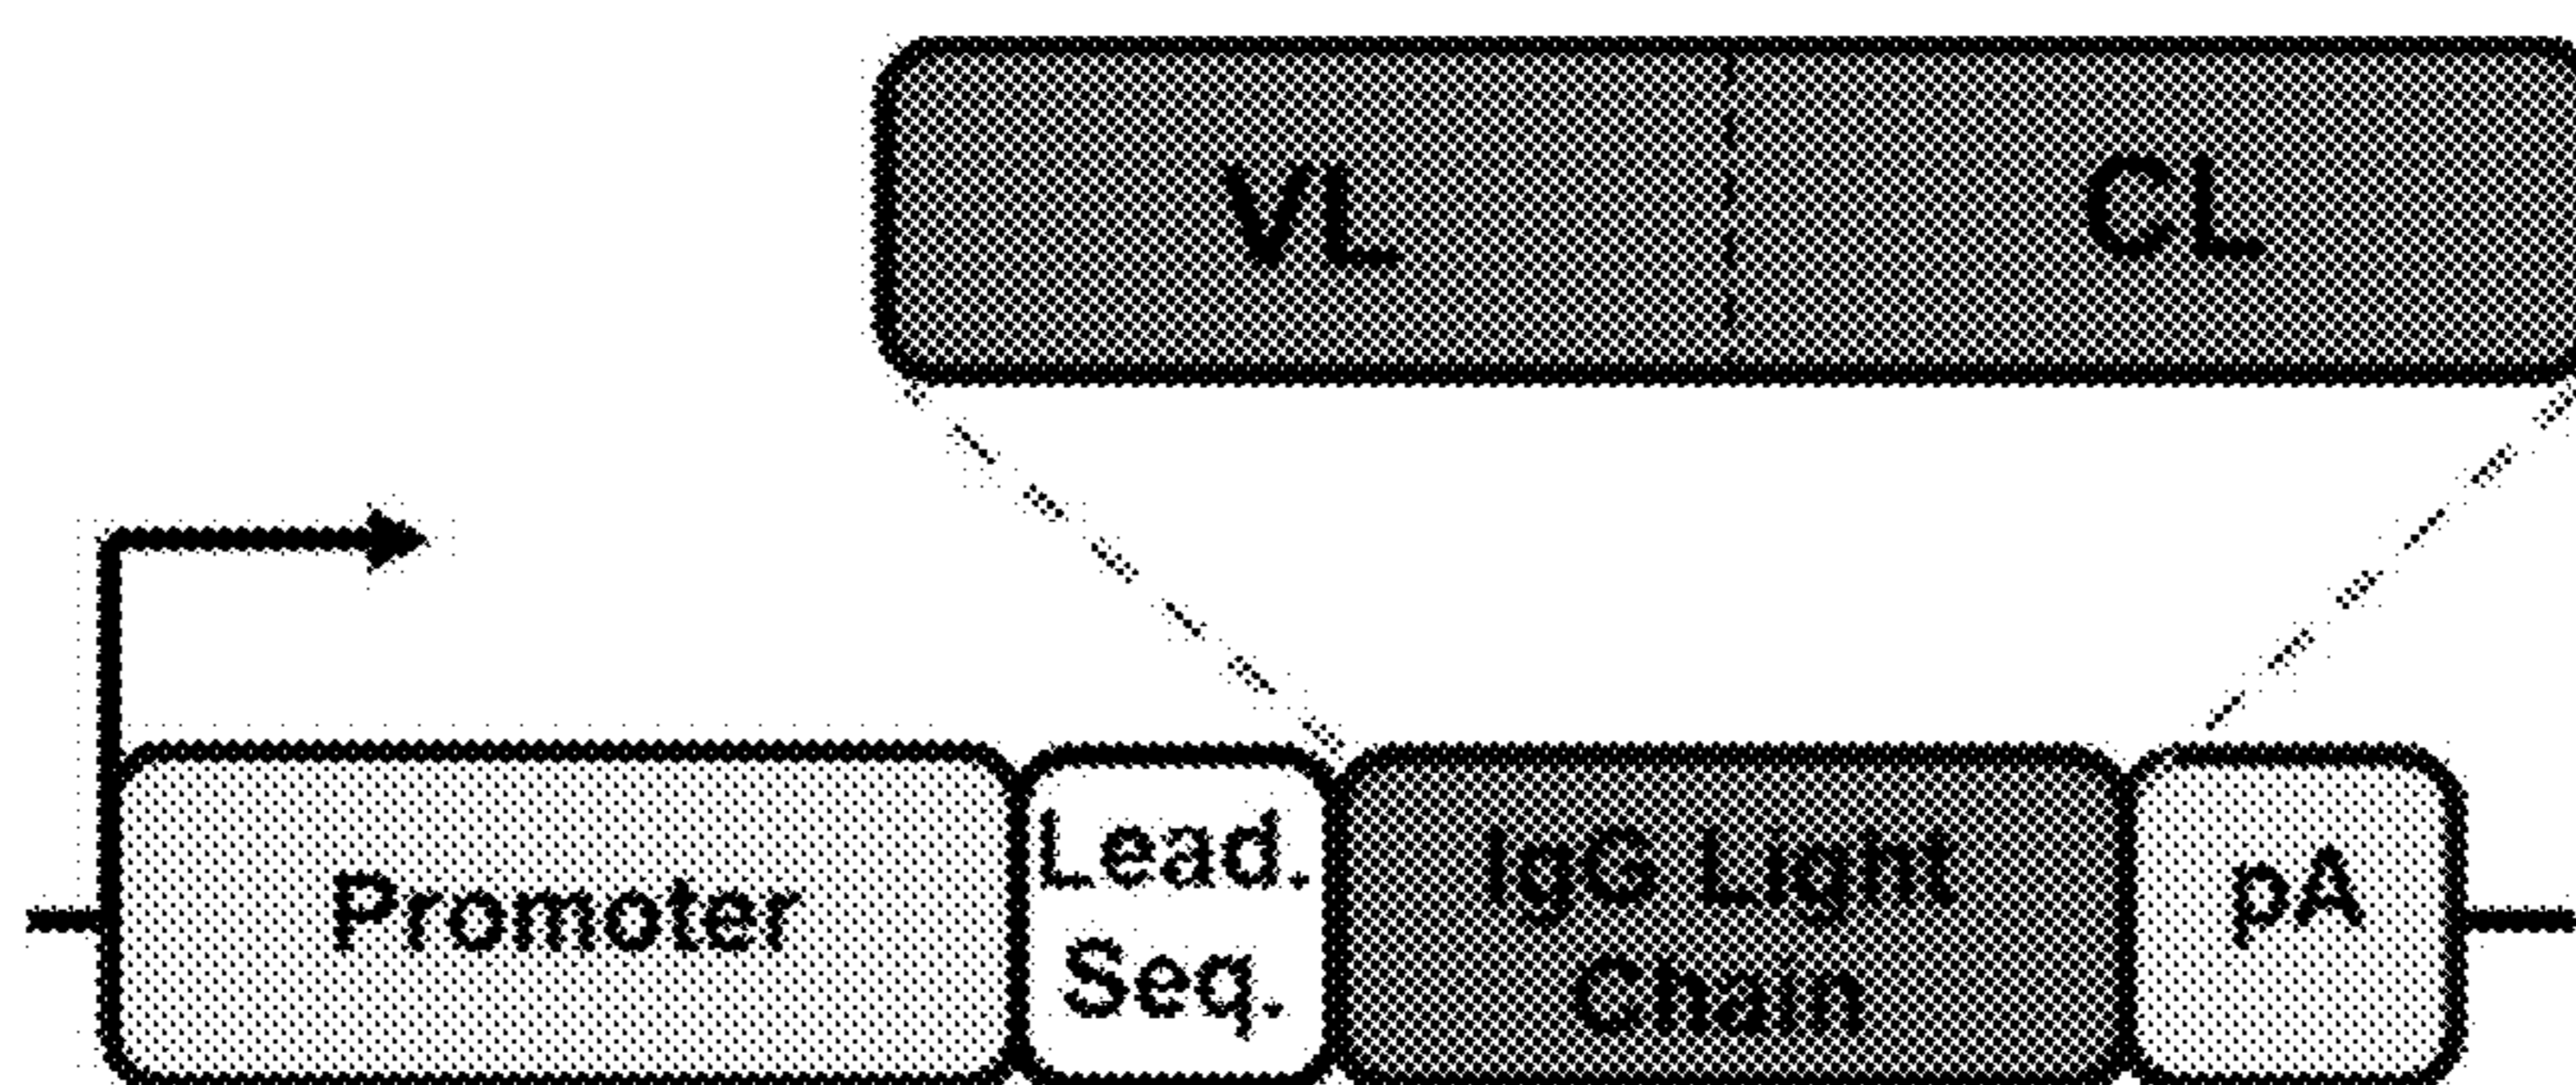 VL
CL
Promoter
Lead.
Seq.
IgG Light
Chain
pA